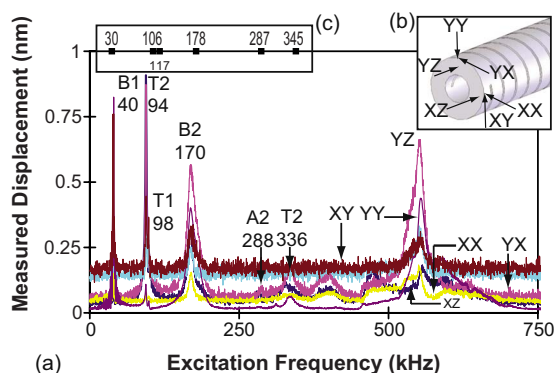 (c)
30 106 178 287 345
117
(b)
YY
YZ
YX
XZ
XX
XY
Measured Displacement (nm)
1
0.75
0.5
0.25
0
B1
40
T2
94
T1
98
B2
170
A2
288
T2
336
XY
YY
YZ
XX
YX
XZ
0 250 500 750
(a)
Excitation Frequency (kHz)